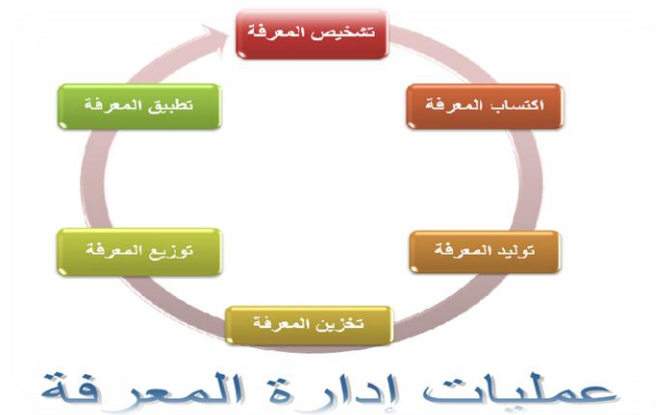 تشخيص المعرفة
اكتساب المعرفة
توليد المعرفة
تخزين المعرفة
توزيع المعرفة
تطبيق المعرفة
عمليات إدارة المعرفة